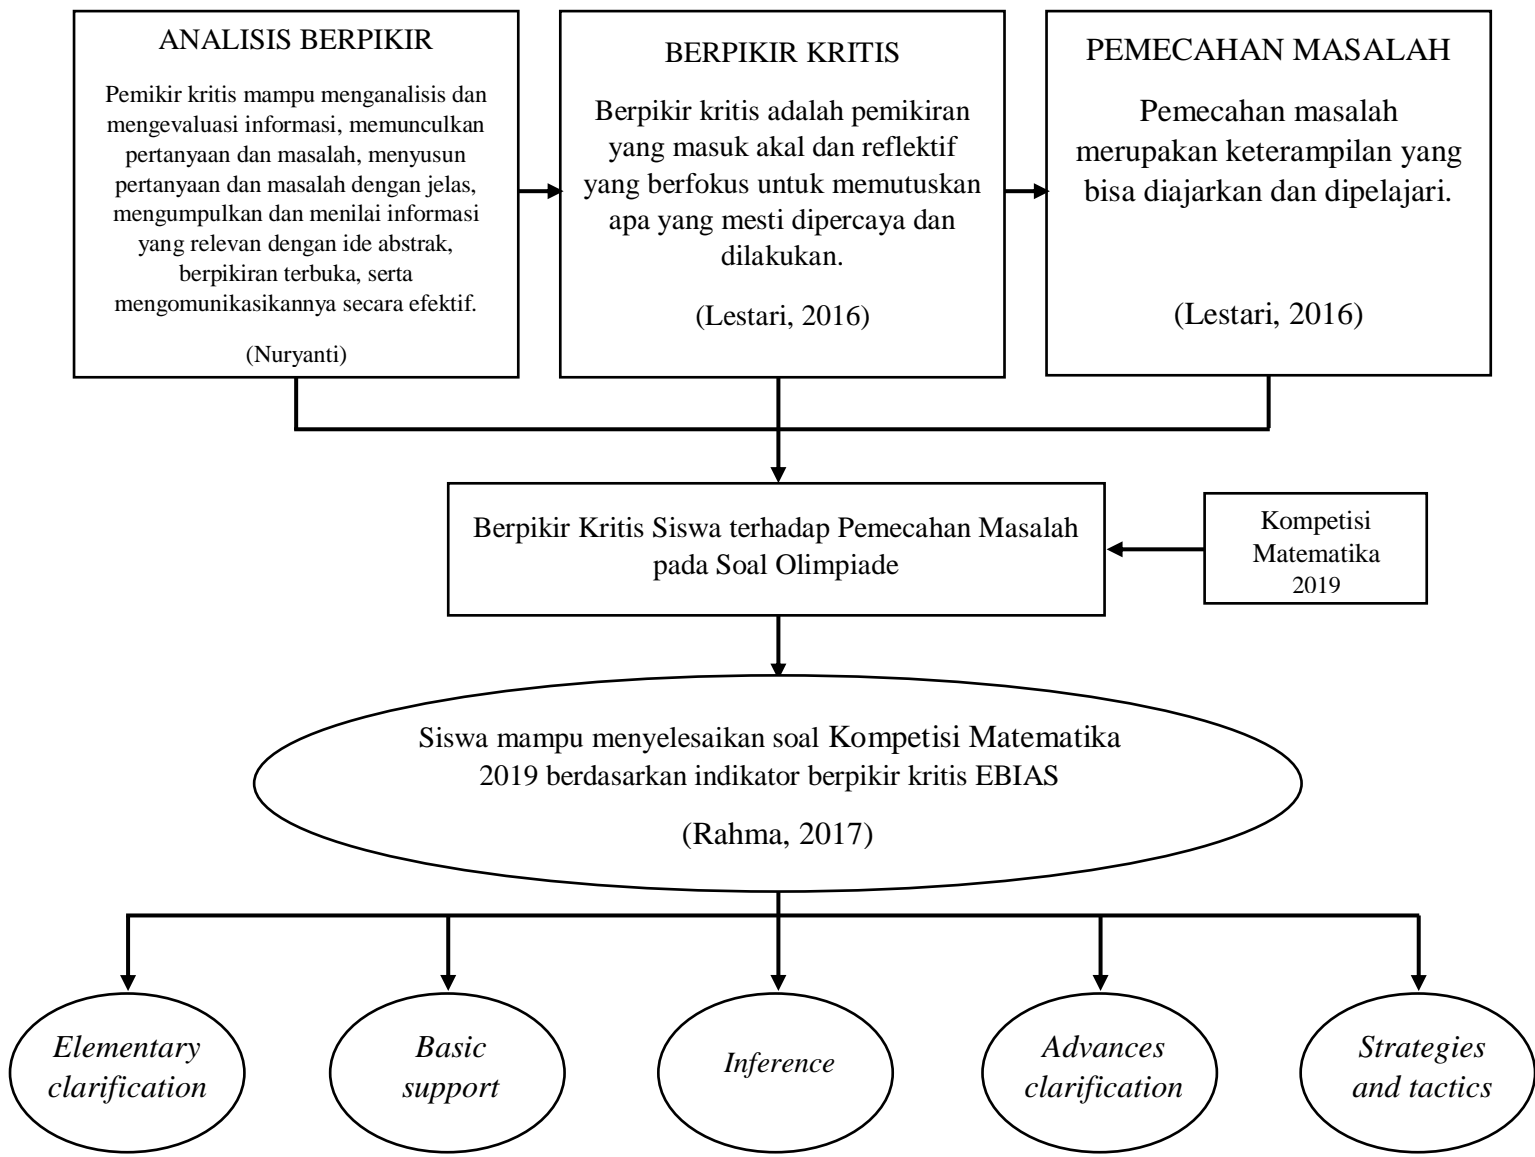 ANALISIS BERPIKIR
Pemikir kritis mampu menganalisis dan
mengevaluasi informasi, memunculkan
pertanyaan dan masalah, menyusun
pertanyaan dan masalah dengan jelas,
mengumpulkan dan menilai informasi
yang relevan dengan ide abstrak,
berpikiran terbuka, serta
mengomunikasikannya secara efektif.
(Nuryanti)
BERPIKIR KRITIS
Berpikir kritis adalah pemikiran
yang masuk akal dan reflektif
yang berfokus untuk memutuskan
apa yang mesti dipercaya dan
dilakukan.
(Lestari, 2016)
PEMECAHAN MASALAH
Pemecahan masalah
merupakan keterampilan yang
bisa diajarkan dan dipelajari.
(Lestari, 2016)
Berpikir Kritis Siswa terhadap Pemecahan Masalah
pada Soal Olimpiade
Kompetisi
Matematika
2019
Siswa mampu menyelesaikan soal Kompetisi Matematika
2019 berdasarkan indikator berpikir kritis EBIAS
(Rahma, 2017)
Elementary
clarification
Basic
support
Inference
Advances
clarification
Strategies
and tactics